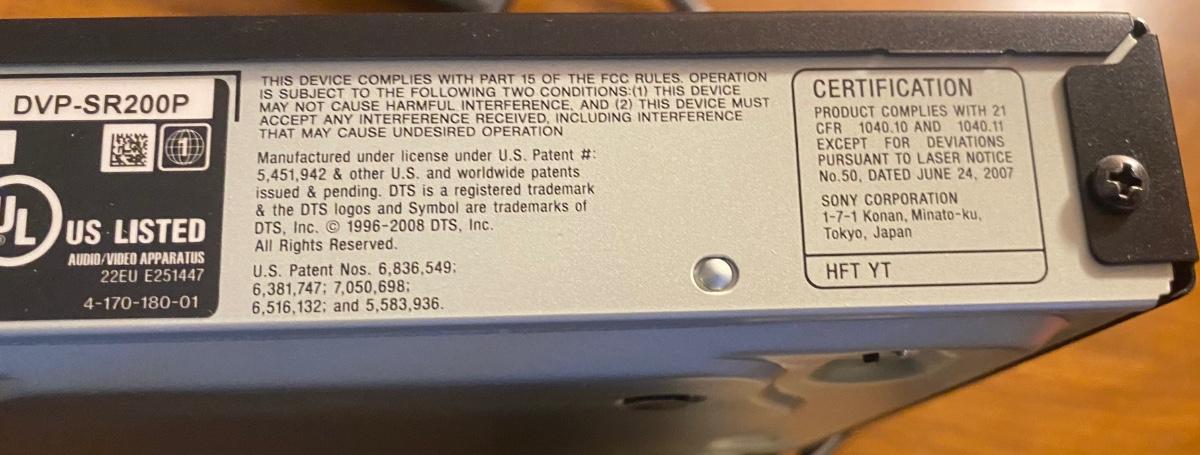 DVP-SR200P
1
UL
US LISTED
AUDIO/VIDEO APPARATUS
22EU E251447
4-170-180-01
THIS DEVICE COMPLIES WITH PART 15 OF THE FCC RULES. OPERATION
IS SUBJECT TO THE FOLLOWING TWO CONDITIONS:(1) THIS DEVICE
MAY NOT CAUSE HARMFUL INTERFERENCE, AND (2) THIS DEVICE MUST
ACCEPT ANY INTERFERENCE RECEIVED, INCLUDING INTERFERENCE
THAT MAY CAUSE UNDESIRED OPERATION
Manufactured under license under U.S. Patent #:
5,451,942 & other U.S. and worldwide patents
issued & pending. DTS is a registered trademark
& the DTS logos and Symbol are trademarks of
DTS, Inc. © 1996-2008 DTS, Inc.
All Rights Reserved.
U.S. Patent Nos. 6,836,549;
6,381,747; 7,050,698;
6,516,132; and 5,583,936.
CERTIFICATION
PRODUCT COMPLIES WITH 21
CFR 1040.10 AND 1040.11
EXCEPT FOR DEVIATIONS
PURSUANT TO LASER NOTICE
No.50, DATED JUNE 24, 2007
SONY CORPORATION
1-7-1 Konan, Minato-ku,
Tokyo, Japan
HFT YT